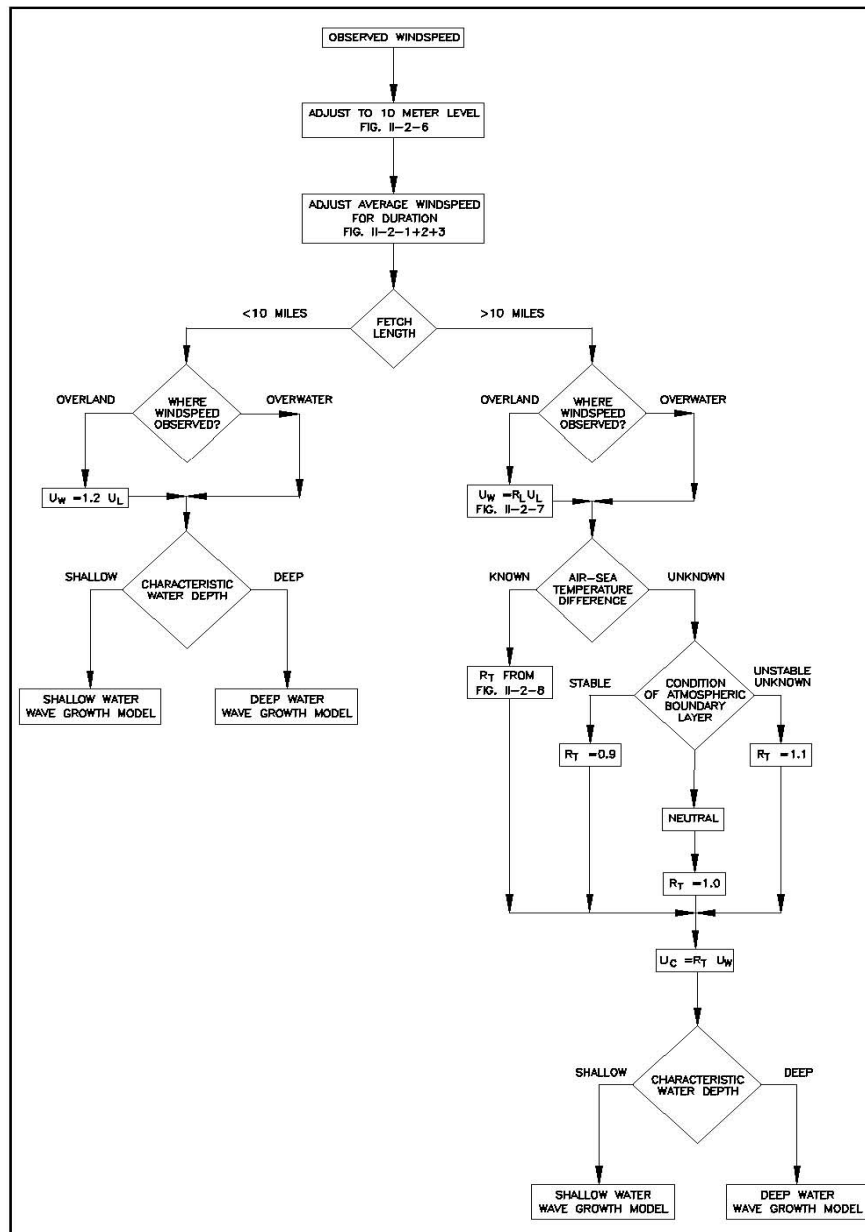 OBSERVED WINDSPEED
ADJUST TO 10 METER LEVEL
FIG. II-2-6
ADJUST AVERAGE WINDSPEED
FOR DURATION
FIG. II-2-1+2+3
<10 MILES
FETCH
LENGTH
>10 MILES
OVERLAND
WHERE
WINDSPEED
OBSERVED?
OVERWATER
U_W =1.2 U_L
CHARACTERISTIC
WATER DEPTH
SHALLOW
DEEP
SHALLOW WATER
WAVE GROWTH MODEL
DEEP WATER
WAVE GROWTH MODEL
OVERLAND
WHERE
WINDSPEED
OBSERVED?
OVERWATER
U_W =R_L U_L
FIG. II-2-7
KNOWN
AIR-SEA
TEMPERATURE
DIFFERENCE
UNKNOWN
R_T FROM
FIG. II-2-8
STABLE
CONDITION
OF ATMOSPHERIC
BOUNDARY
LAYER
UNSTABLE
UNKNOWN
R_T =0.9
R_T =1.1
NEUTRAL
R_T =1.0
U_C =R_T U_W
SHALLOW
CHARACTERISTIC
WATER DEPTH
DEEP
SHALLOW WATER
WAVE GROWTH MODEL
DEEP WATER
WAVE GROWTH MODEL